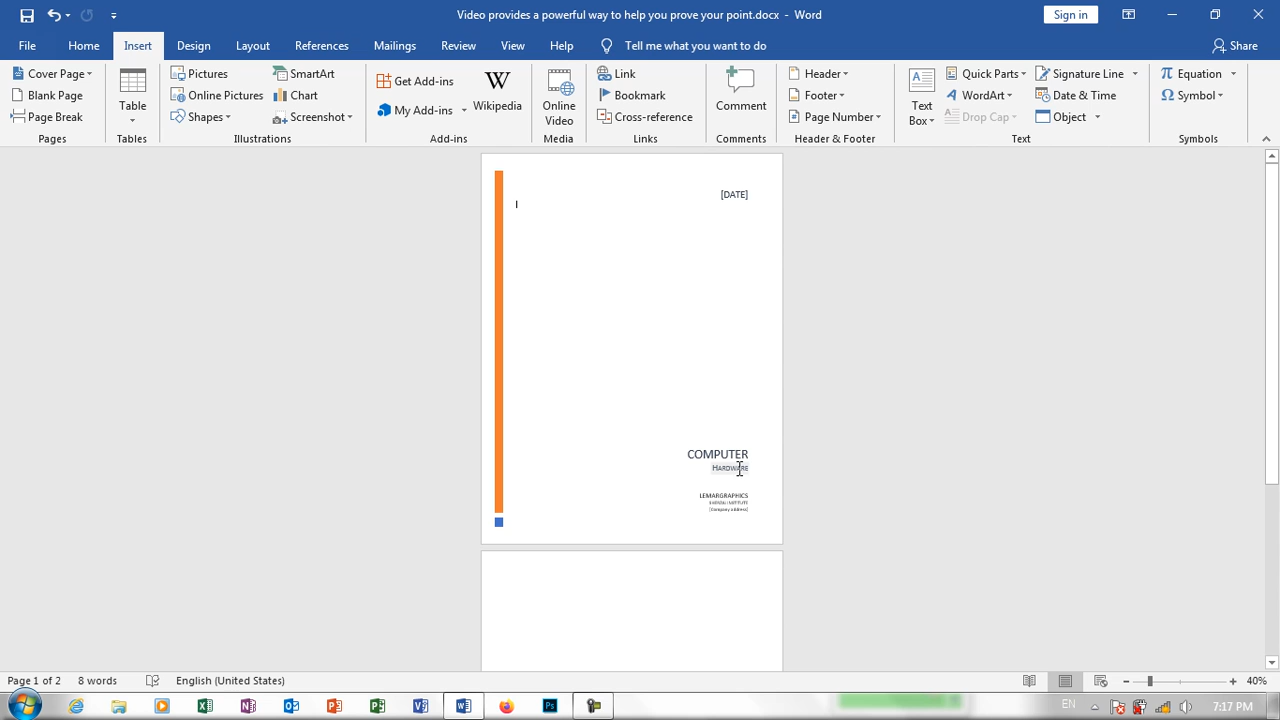 Video provides a powerful way to help you prove your point.docx - Word
Sign in
File Home Insert Design Layout References Mailings Review View Help Tell me what you want to do Share
Cover Page
Blank Page
Page Break
Pages
Table
Tables
Pictures
Online Pictures
Shapes
SmartArt
Chart
Screenshot
Illustrations
Get Add-ins
My Add-ins
Wikipedia
Add-ins
Online
Video
Media
Link
Bookmark
Cross-reference
Links
Comment
Comments
Header
Footer
Page Number
Header & Footer
Text
Box
Quick Parts
WordArt
Drop Cap
Signature Line
Date & Time
Object
Text
Equation
Symbol
Symbols
[DATE]
COMPUTER
HARDWARE
LEMARGRAPHICS
[Company address]
Page 1 of 2 8 words English (United States) 40%
EN 7:17 PM